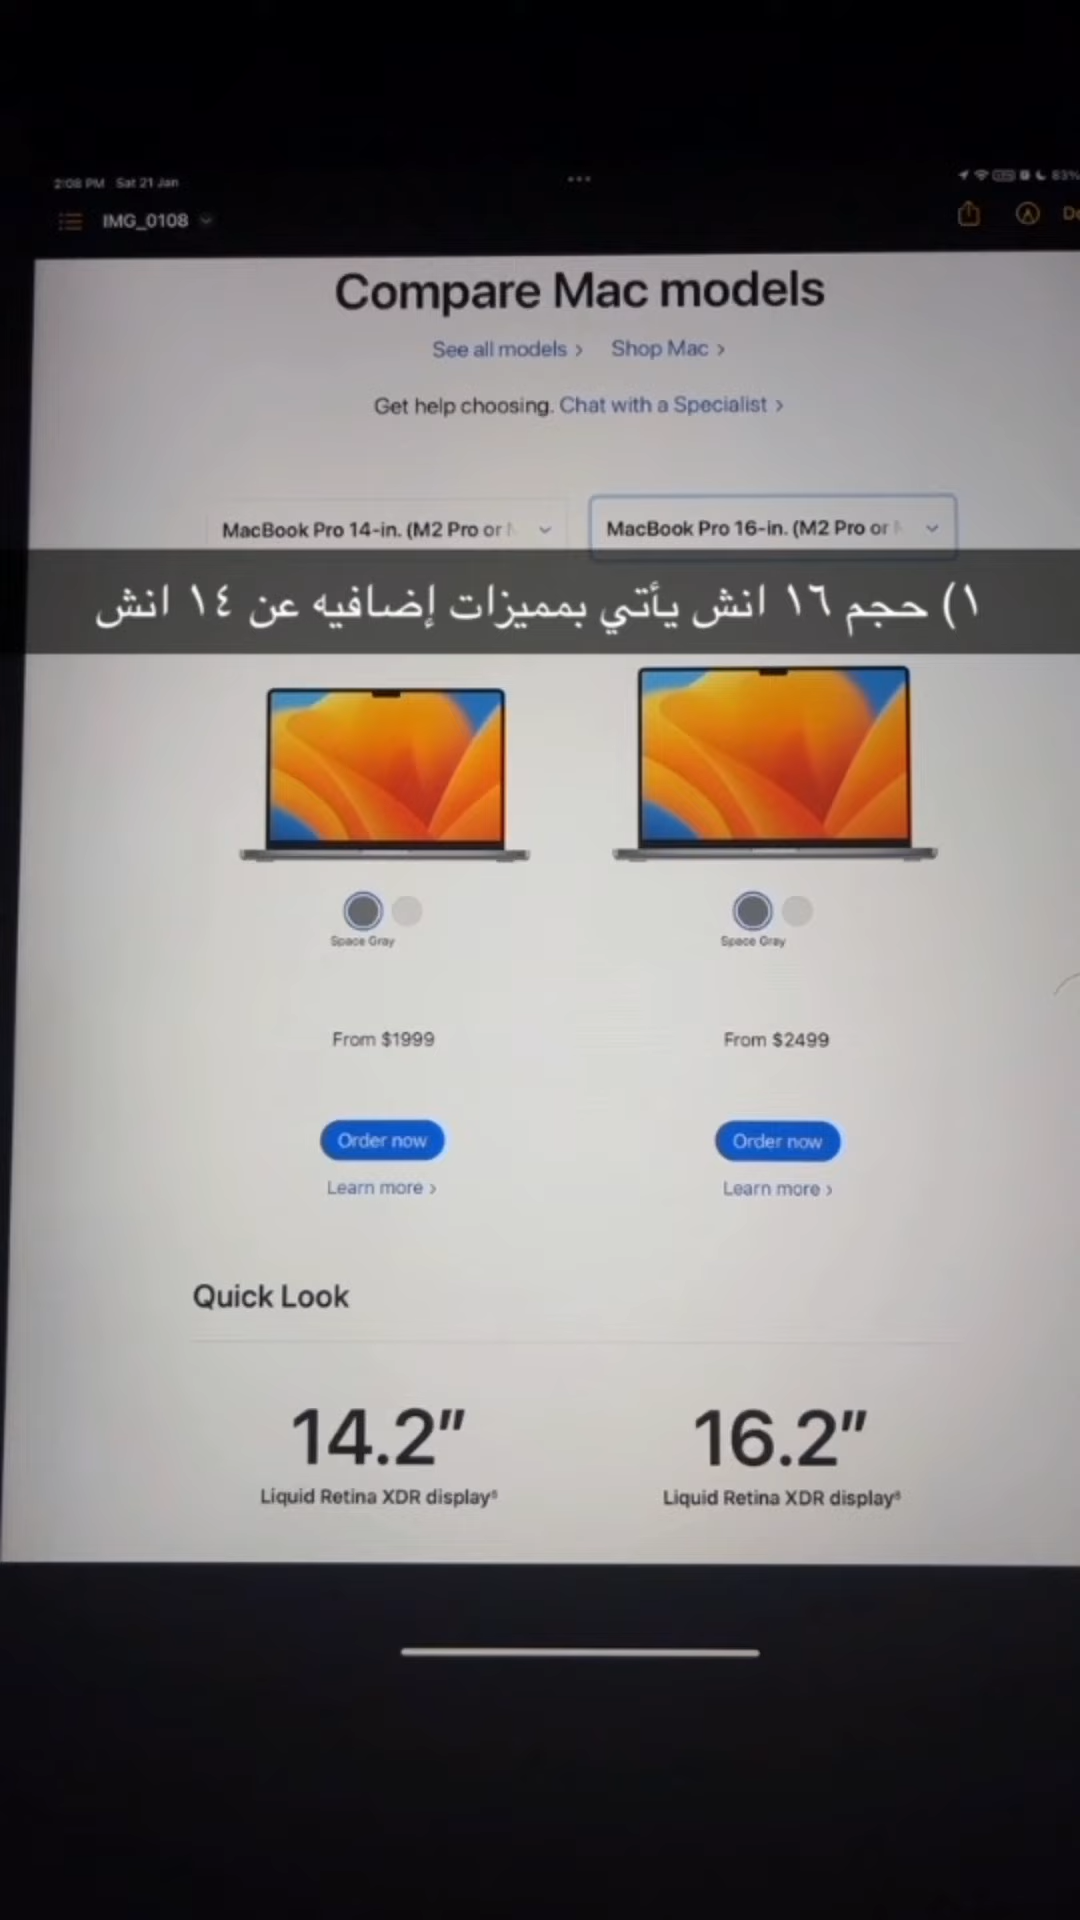 2:08 PM Sat 21 Jan
83%
IMG_0108
Compare Mac models
See all models > Shop Mac >
Get help choosing. Chat with a Specialist >
MacBook Pro 14-in. (M2 Pro or
MacBook Pro 16-in. (M2 Pro or
١) حجم ١٦ انش يأتي بمميزات إضافيه عن ١٤ انش
Space Gray
Space Gray
From $1999
From $2499
Order now
Order now
Learn more >
Learn more >
Quick Look
14.2”
16.2”
Liquid Retina XDR display
Liquid Retina XDR display